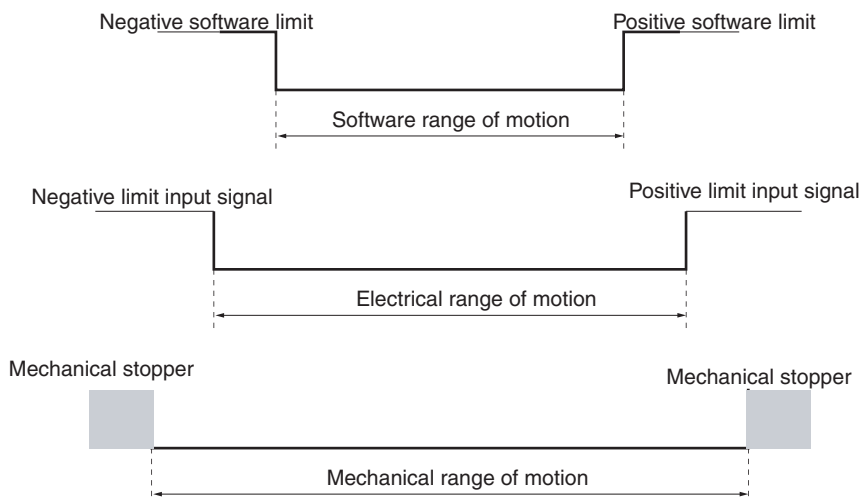 Negative software limit
Positive software limit
Software range of motion
Negative limit input signal
Positive limit input signal
Electrical range of motion
Mechanical stopper
Mechanical stopper
Mechanical range of motion